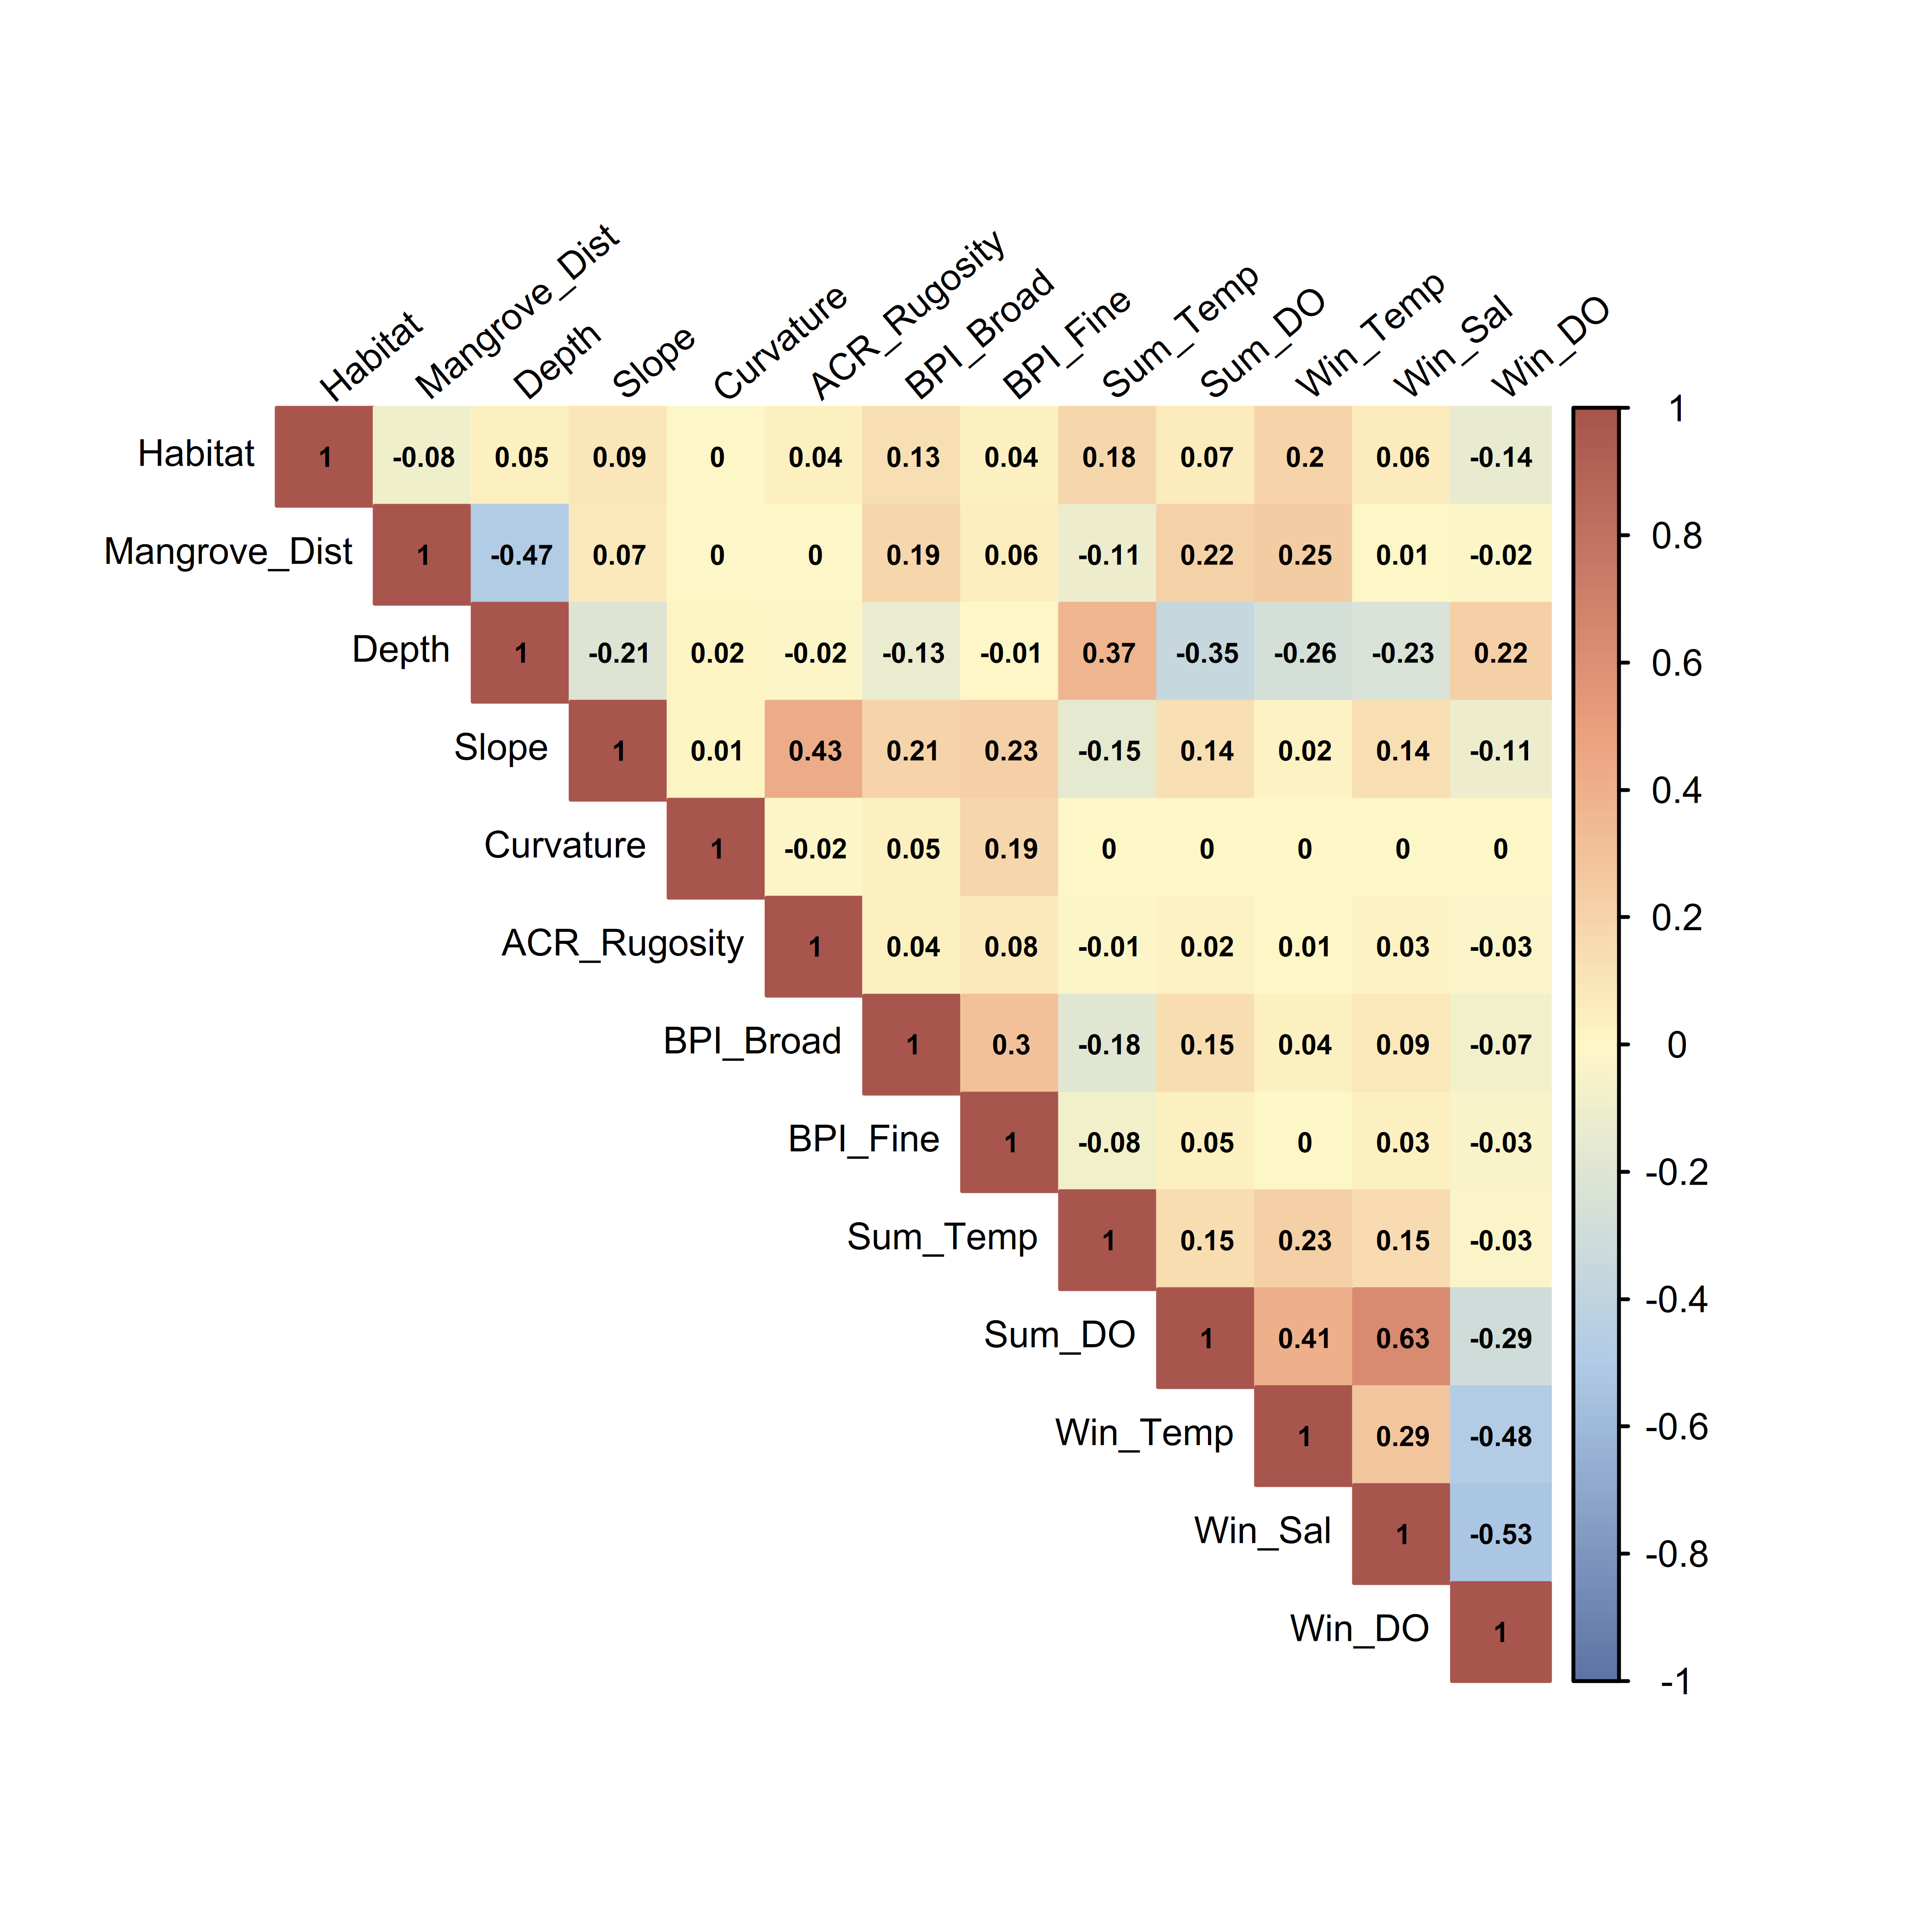 Habitat Mangrove_Dist Depth Slope Curvature ACR_Rugosity BPI_Broad BPI_Fine Sum_Temp Sum_DO Win_Temp Win_Sal Win_DO
Habitat 1 -0.08 0.05 0.09 0 0.04 0.13 0.04 0.18 0.07 0.2 0.06 -0.14
Mangrove_Dist 1 -0.47 0.07 0 0 0.19 0.06 -0.11 0.22 0.25 0.01 -0.02
Depth 1 -0.21 0.02 -0.02 -0.13 -0.01 0.37 -0.35 -0.26 -0.23 0.22
Slope 1 0.01 0.43 0.21 0.23 -0.15 0.14 0.02 0.14 -0.11
Curvature 1 -0.02 0.05 0.19 0 0 0 0 0
ACR_Rugosity 1 0.04 0.08 -0.01 0.02 0.01 0.03 -0.03
BPI_Broad 1 0.3 -0.18 0.15 0.04 0.09 -0.07
BPI_Fine 1 -0.08 0.05 0 0.03 -0.03
Sum_Temp 1 0.15 0.23 0.15 -0.03
Sum_DO 1 0.41 0.63 -0.29
Win_Temp 1 0.29 -0.48
Win_Sal 1 -0.53
Win_DO 1
1
0.8
0.6
0.4
0.2
0
-0.2
-0.4
-0.6
-0.8
-1